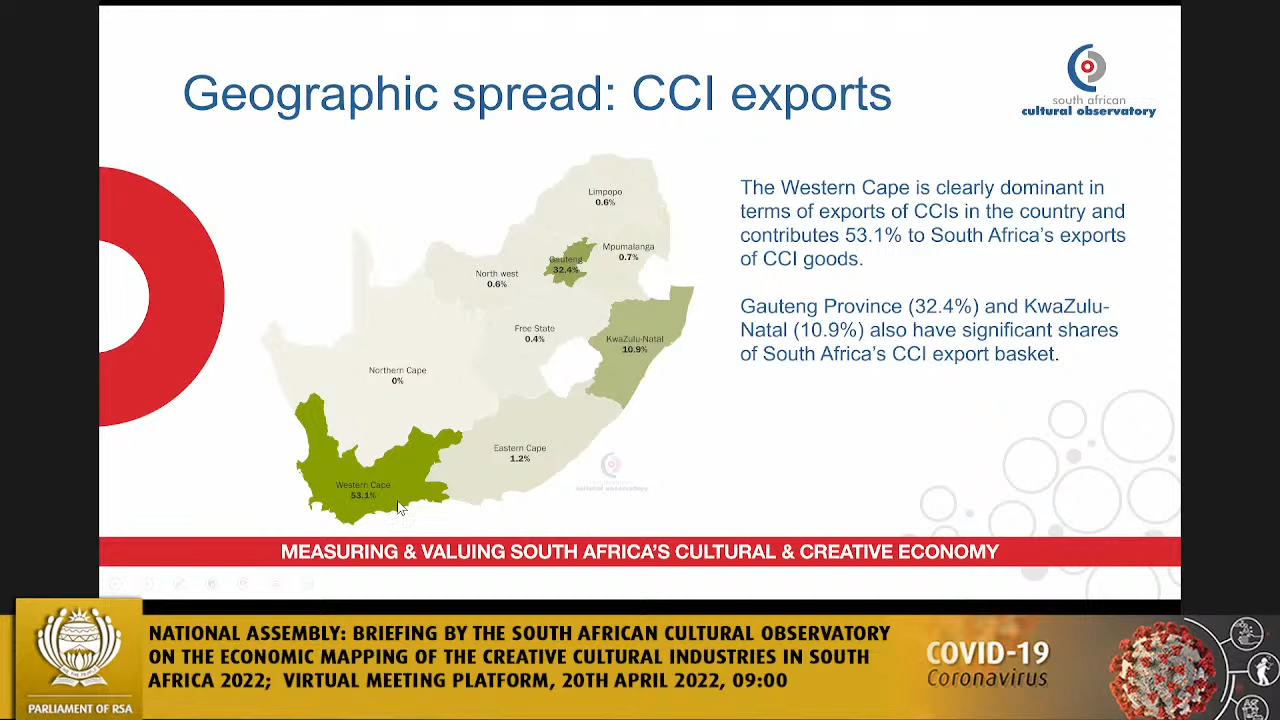 Geographic spread: CCI exports
south african
cultural observatory
Limpopo
0.6%
Gauteng
32.4%
Mpumalanga
0.7%
North west
0.6%
Free State
0.4%
KwaZulu-Natal
10.9%
Northern Cape
0%
Eastern Cape
1.2%
Western Cape
53.1%
cultural observatory
The Western Cape is clearly dominant in
terms of exports of CCIs in the country and
contributes 53.1% to South Africa's exports
of CCI goods.
Gauteng Province (32.4%) and KwaZulu-
Natal (10.9%) also have significant shares
of South Africa's CCI export basket.
MEASURING & VALUING SOUTH AFRICA'S CULTURAL & CREATIVE ECONOMY
PARLIAMENT OF RSA
NATIONAL ASSEMBLY: BRIEFING BY THE SOUTH AFRICAN CULTURAL OBSERVATORY
ON THE ECONOMIC MAPPING OF THE CREATIVE CULTURAL INDUSTRIES IN SOUTH
AFRICA 2022; VIRTUAL MEETING PLATFORM, 20TH APRIL 2022, 09:00
COVID-19
Coronavirus